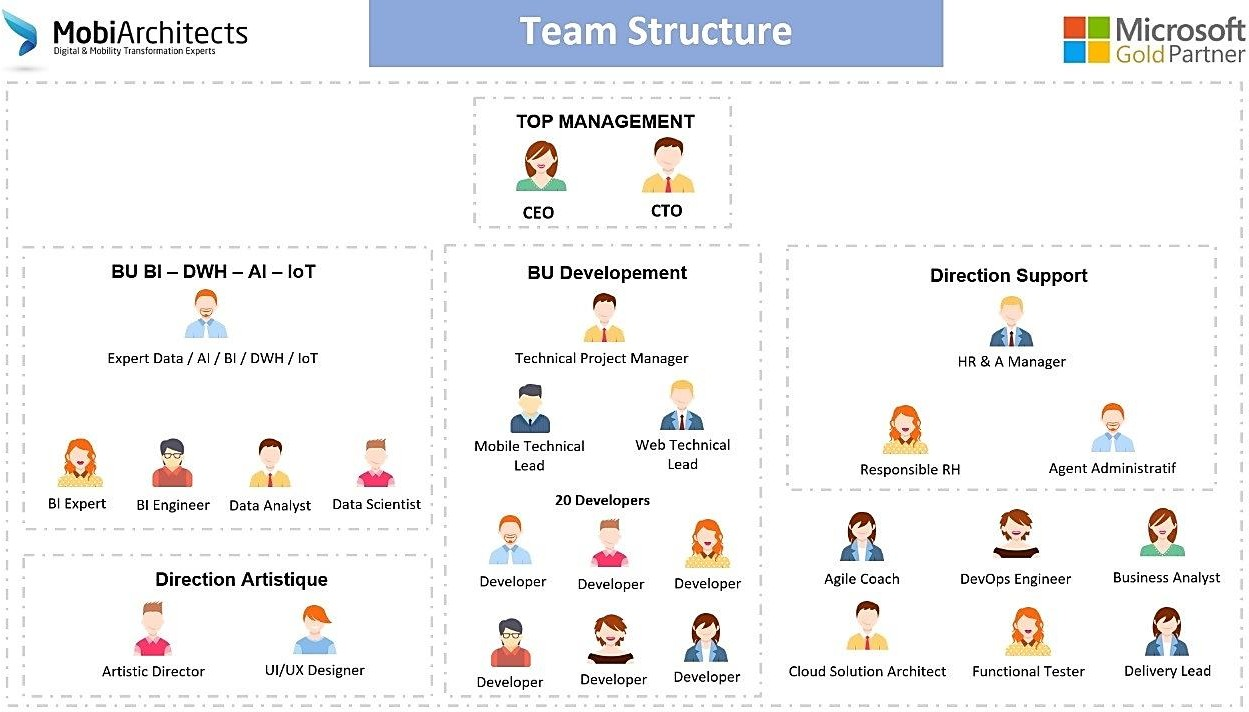 MobiArchitects
Digital & Mobility Transformation Experts
Team Structure
Microsoft
Gold Partner
TOP MANAGEMENT
CEO
CTO
BU BI – DWH – AI – IoT
Expert Data / AI / BI / DWH / IoT
BI Expert
BI Engineer
Data Analyst
Data Scientist
Direction Artistique
Artistic Director
UI/UX Designer
BU Developement
Technical Project Manager
Mobile Technical
Lead
Web Technical
Lead
20 Developers
Developer
Developer
Developer
Developer
Developer
Developer
Direction Support
HR & A Manager
Responsible RH
Agent Administratif
Agile Coach
DevOps Engineer
Business Analyst
Cloud Solution Architect
Functional Tester
Delivery Lead